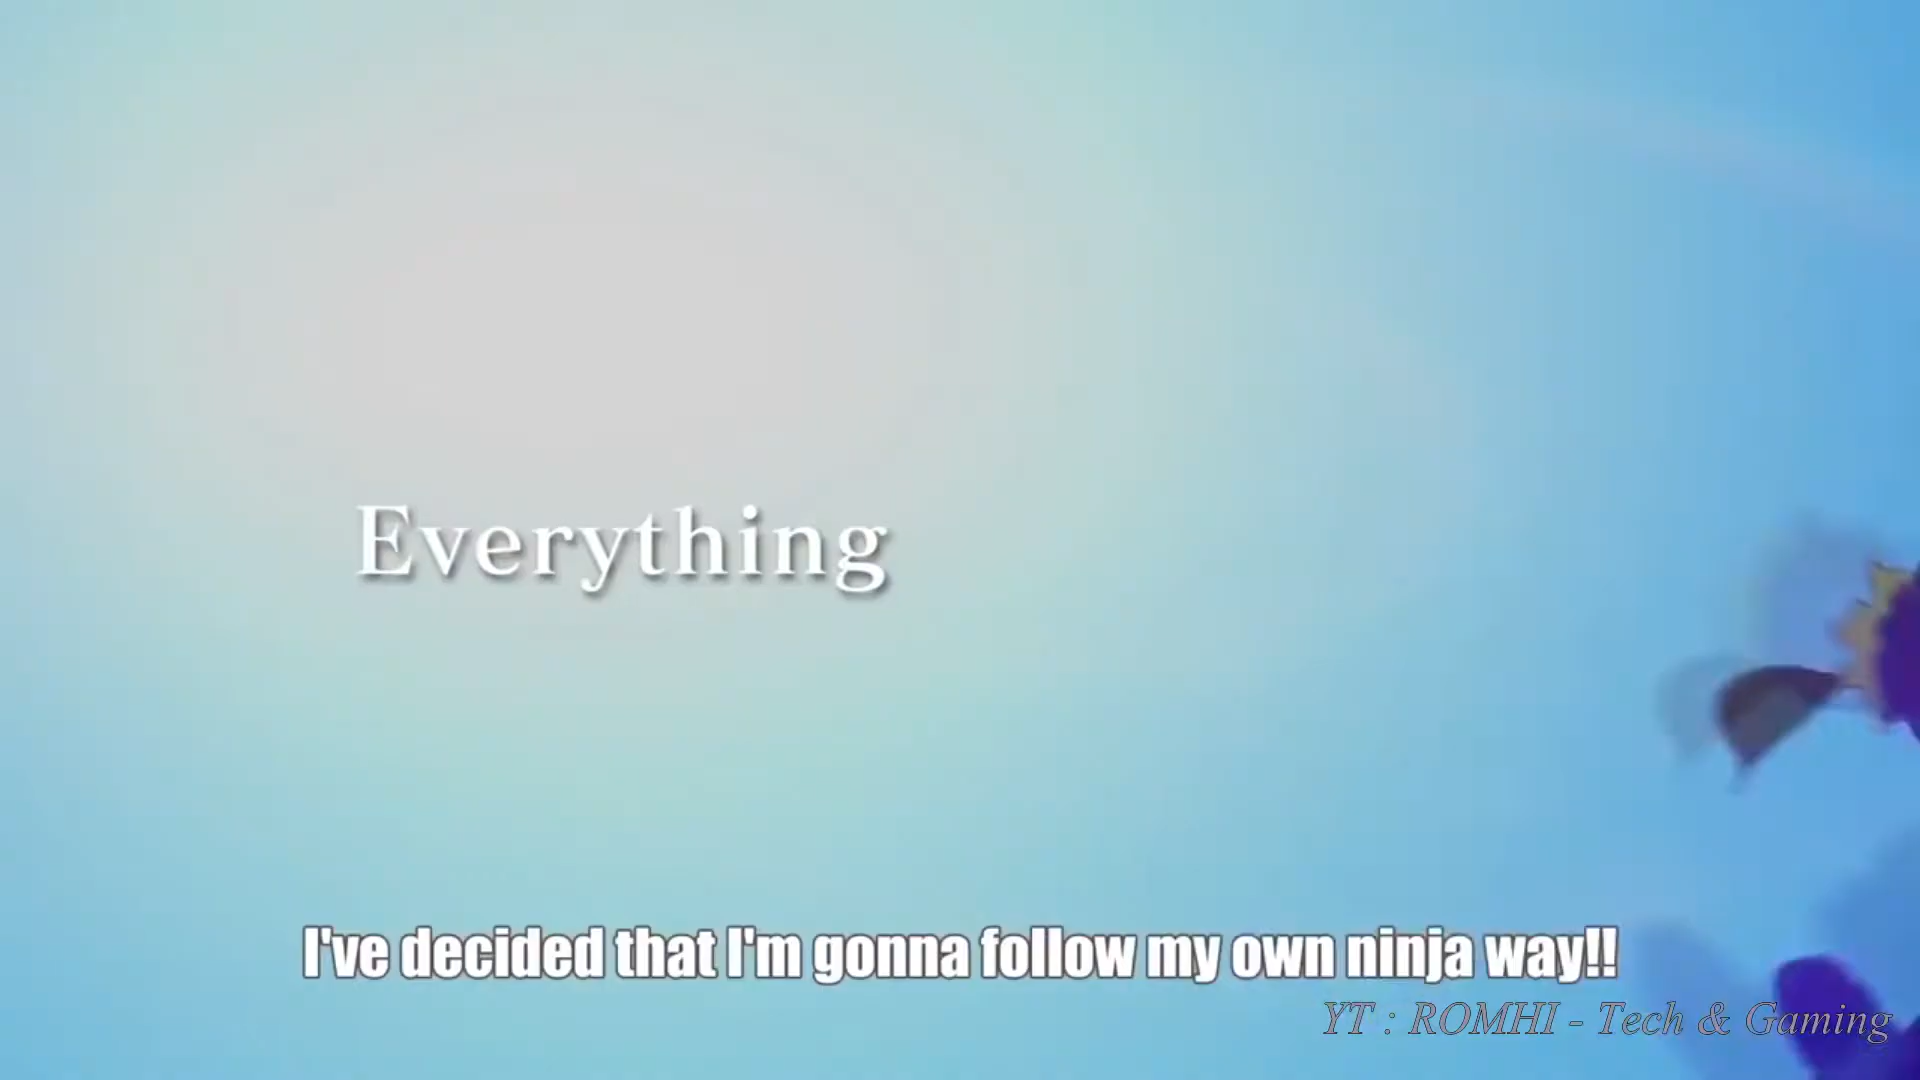 Everything
I've decided that I'm gonna follow my own ninja way!!
YT : ROMHI - Tech & Gaming